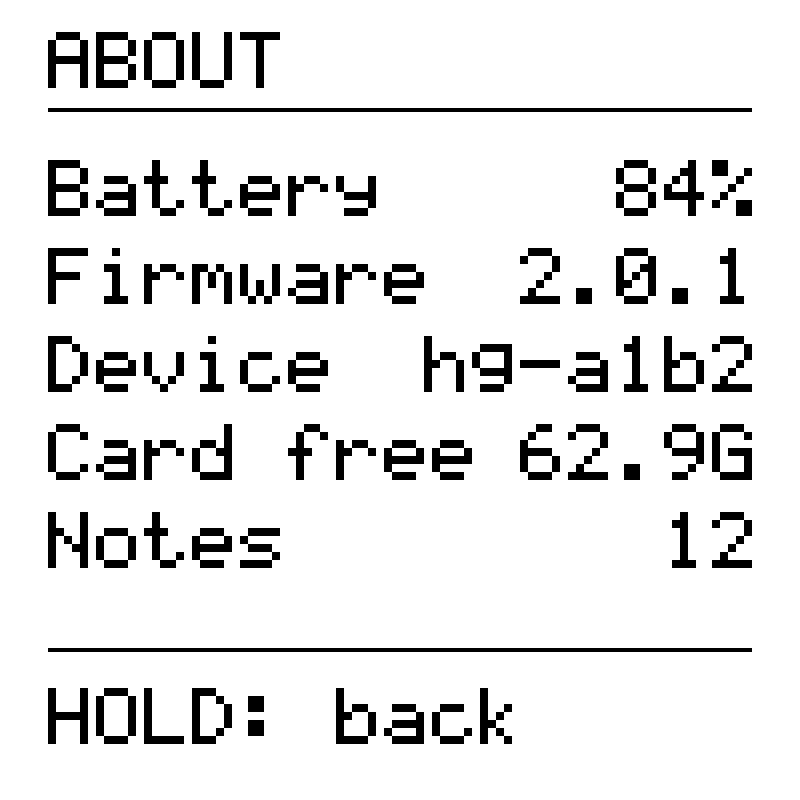 ABOUT
Battery 84%
Firmware 2.0.1
Device hg-a1b2
Card free 62.9G
Notes 12
HOLD: back